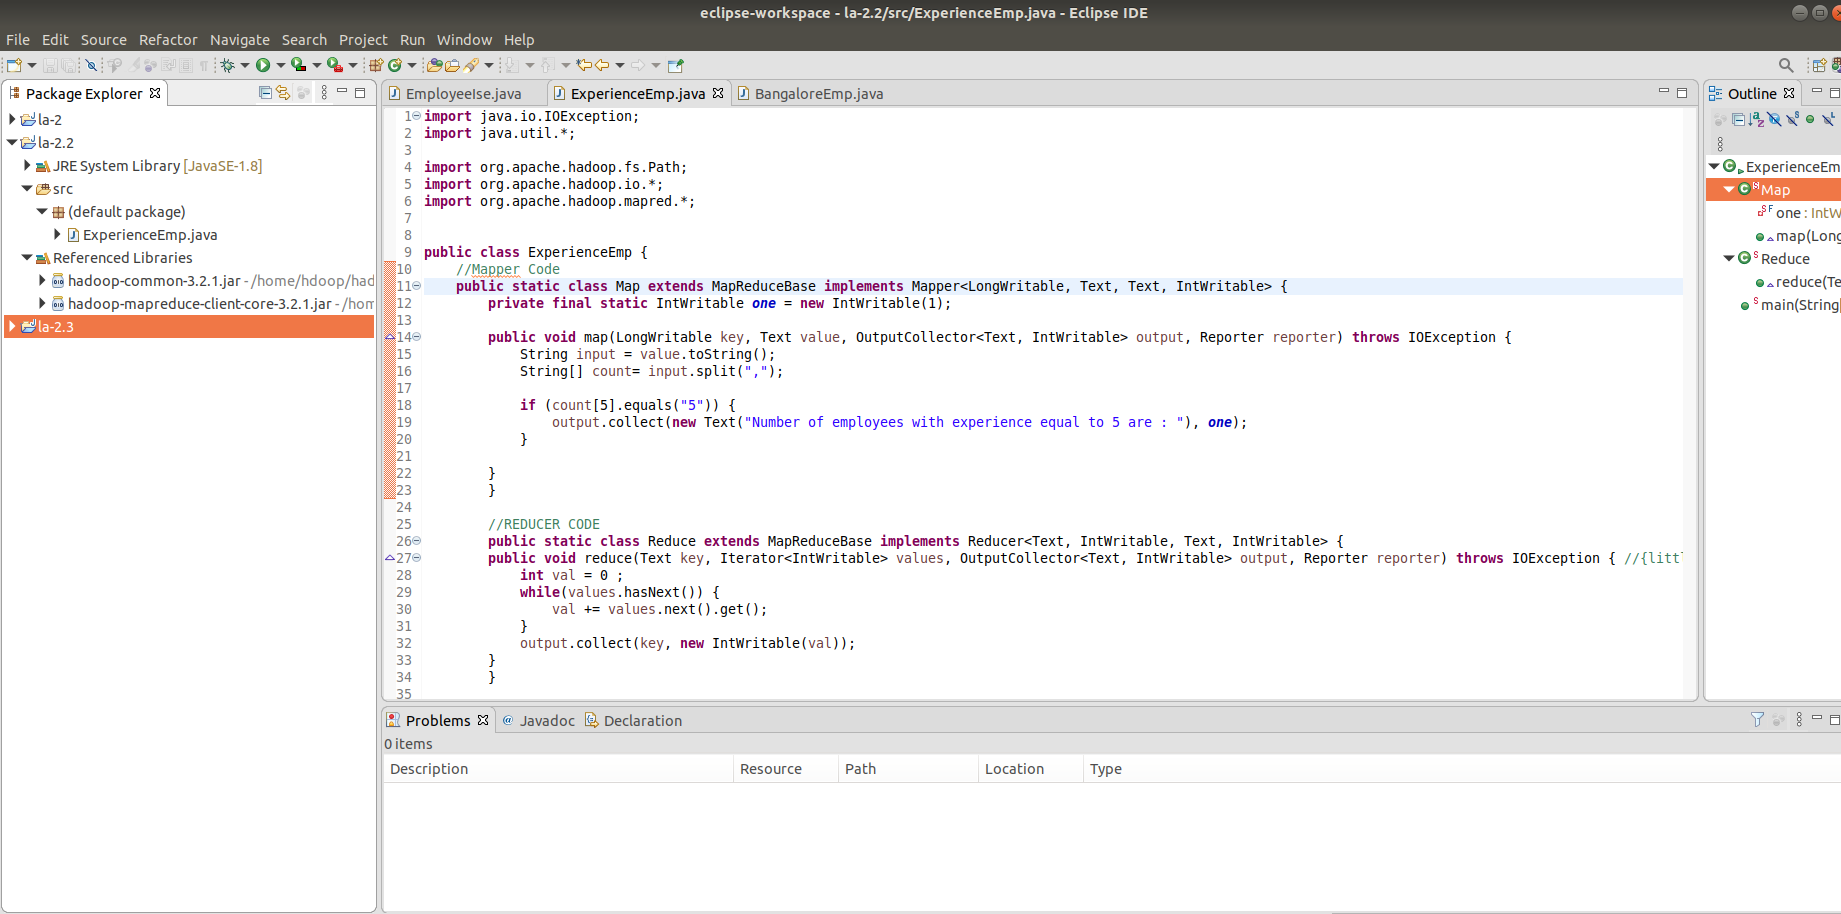 eclipse-workspace - la-2.2/src/ExperienceEmp.java - Eclipse IDE
File Edit Source Refactor Navigate Search Project Run Window Help
Package Explorer
la-2
la-2.2
JRE System Library [JavaSE-1.8]
src
(default package)
ExperienceEmp.java
Referenced Libraries
hadoop-common-3.2.1.jar - /home/hdoop/had
hadoop-mapreduce-client-core-3.2.1.jar - /hom
la-2.3
EmployeeIse.java ExperienceEmp.java BangaloreEmp.java
1 import java.io.IOException;
2 import java.util.*;
3
4 import org.apache.hadoop.fs.Path;
5 import org.apache.hadoop.io.*;
6 import org.apache.hadoop.mapred.*;
7
8
9 public class ExperienceEmp {
10 //Mapper Code
11 public static class Map extends MapReduceBase implements Mapper<LongWritable, Text, Text, IntWritable> {
12 private final static IntWritable one = new IntWritable(1);
13
14 public void map(LongWritable key, Text value, OutputCollector<Text, IntWritable> output, Reporter reporter) throws IOException {
15 String input = value.toString();
16 String[] count= input.split(",");
17
18 if (count[5].equals("5")) {
19 output.collect(new Text("Number of employees with experience equal to 5 are : "), one);
20 }
21
22 }
23 }
24
25 //REDUCER CODE
26 public static class Reduce extends MapReduceBase implements Reducer<Text, IntWritable, Text, IntWritable> {
27 public void reduce(Text key, Iterator<IntWritable> values, OutputCollector<Text, IntWritable> output, Reporter reporter) throws IOException { //{litt
28 int val = 0 ;
29 while(values.hasNext()) {
30 val += values.next().get();
31 }
32 output.collect(key, new IntWritable(val));
33 }
34 }
35
Outline
ExperienceEm
Map
one : IntW
map(Long
Reduce
reduce(Te
main(String
Problems Javadoc Declaration
0 items
Description Resource Path Location Type